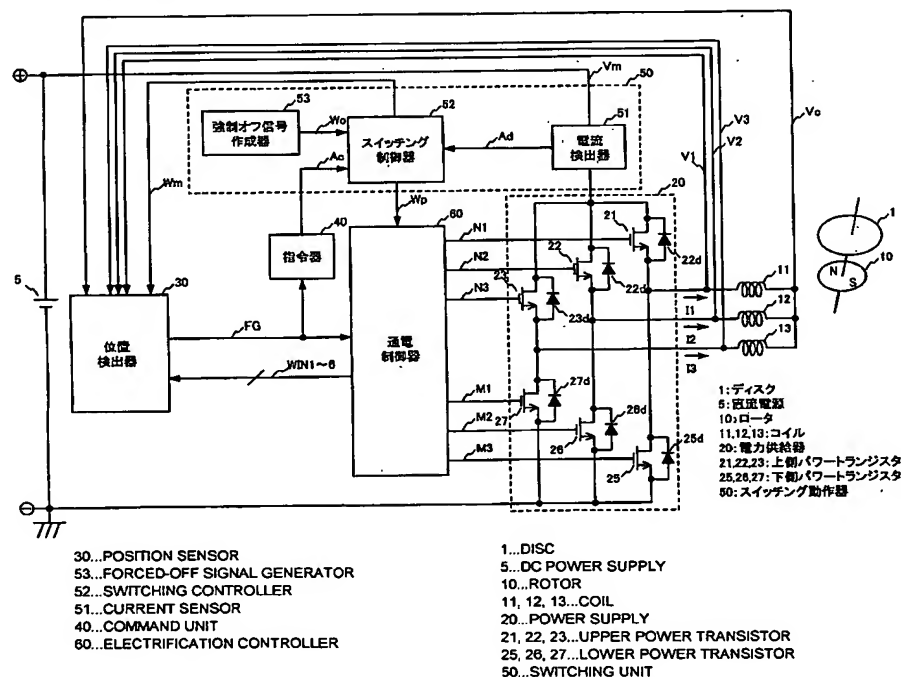 Vm
50
53
52
51
強制オフ信号
作成器
Wo
スイッチング
制御器
Ad
電流
検出器
Ac
V3
V2
V1
Vc
Wm
Wp
20
1
40
60
21
N1
指令器
22
22d
N
S
10
5
30
N2
23
22d
11
N3
23d
I1
12
位置
検出器
FG
通電
制御器
I2
13
WIN1~6
I3
M1
27d
27
M2
28d
26
M3
25d
25
1:ディスク
5:直流電源
10:ロータ
11,12,13:コイル
20:電力供給器
21,22,23:上側パワートランジスタ
25,26,27:下側パワートランジスタ
50:スイッチング動作器
30...POSITION SENSOR
53...FORCED-OFF SIGNAL GENERATOR
52...SWITCHING CONTROLLER
51...CURRENT SENSOR
40...COMMAND UNIT
60...ELECTRIFICATION CONTROLLER
1...DISC
5...DC POWER SUPPLY
10...ROTOR
11, 12, 13...COIL
20...POWER SUPPLY
21, 22, 23...UPPER POWER TRANSISTOR
25, 26, 27...LOWER POWER TRANSISTOR
50...SWITCHING UNIT